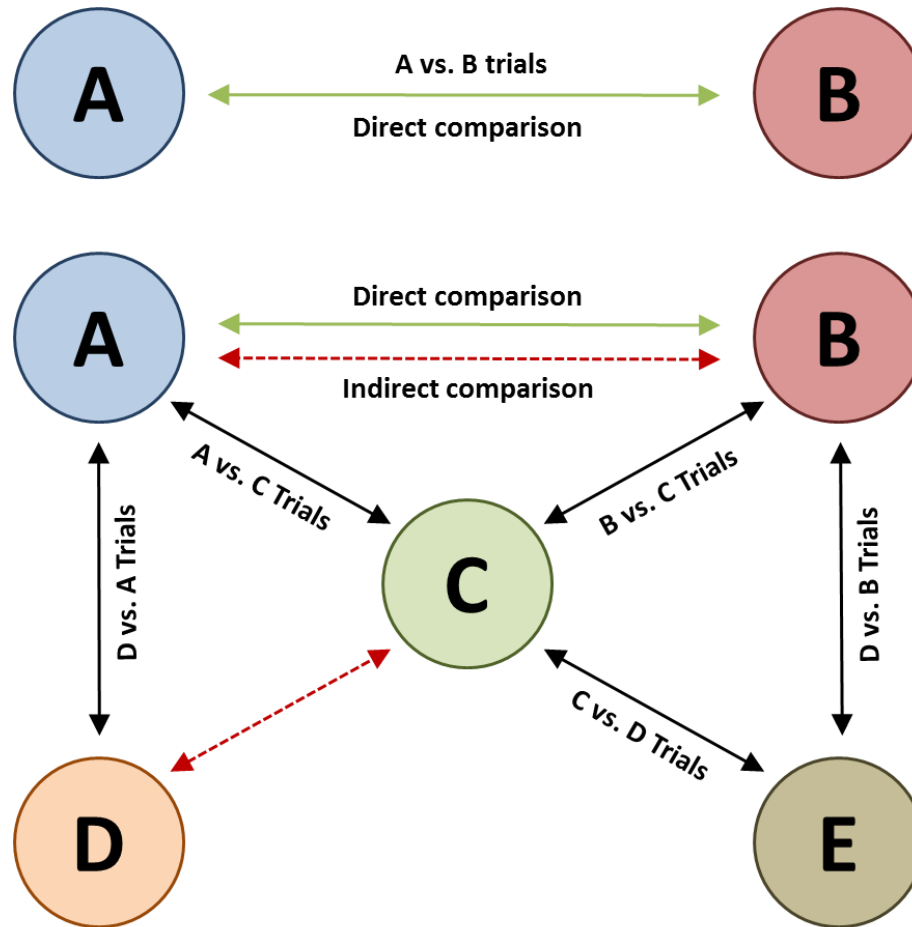 A
A vs. B trials
B
Direct comparison
A
Direct comparison
B
Indirect comparison
A vs. C Trials
B vs. C Trials
D vs. A Trials
C
D vs. B Trials
C vs. D Trials
D
E